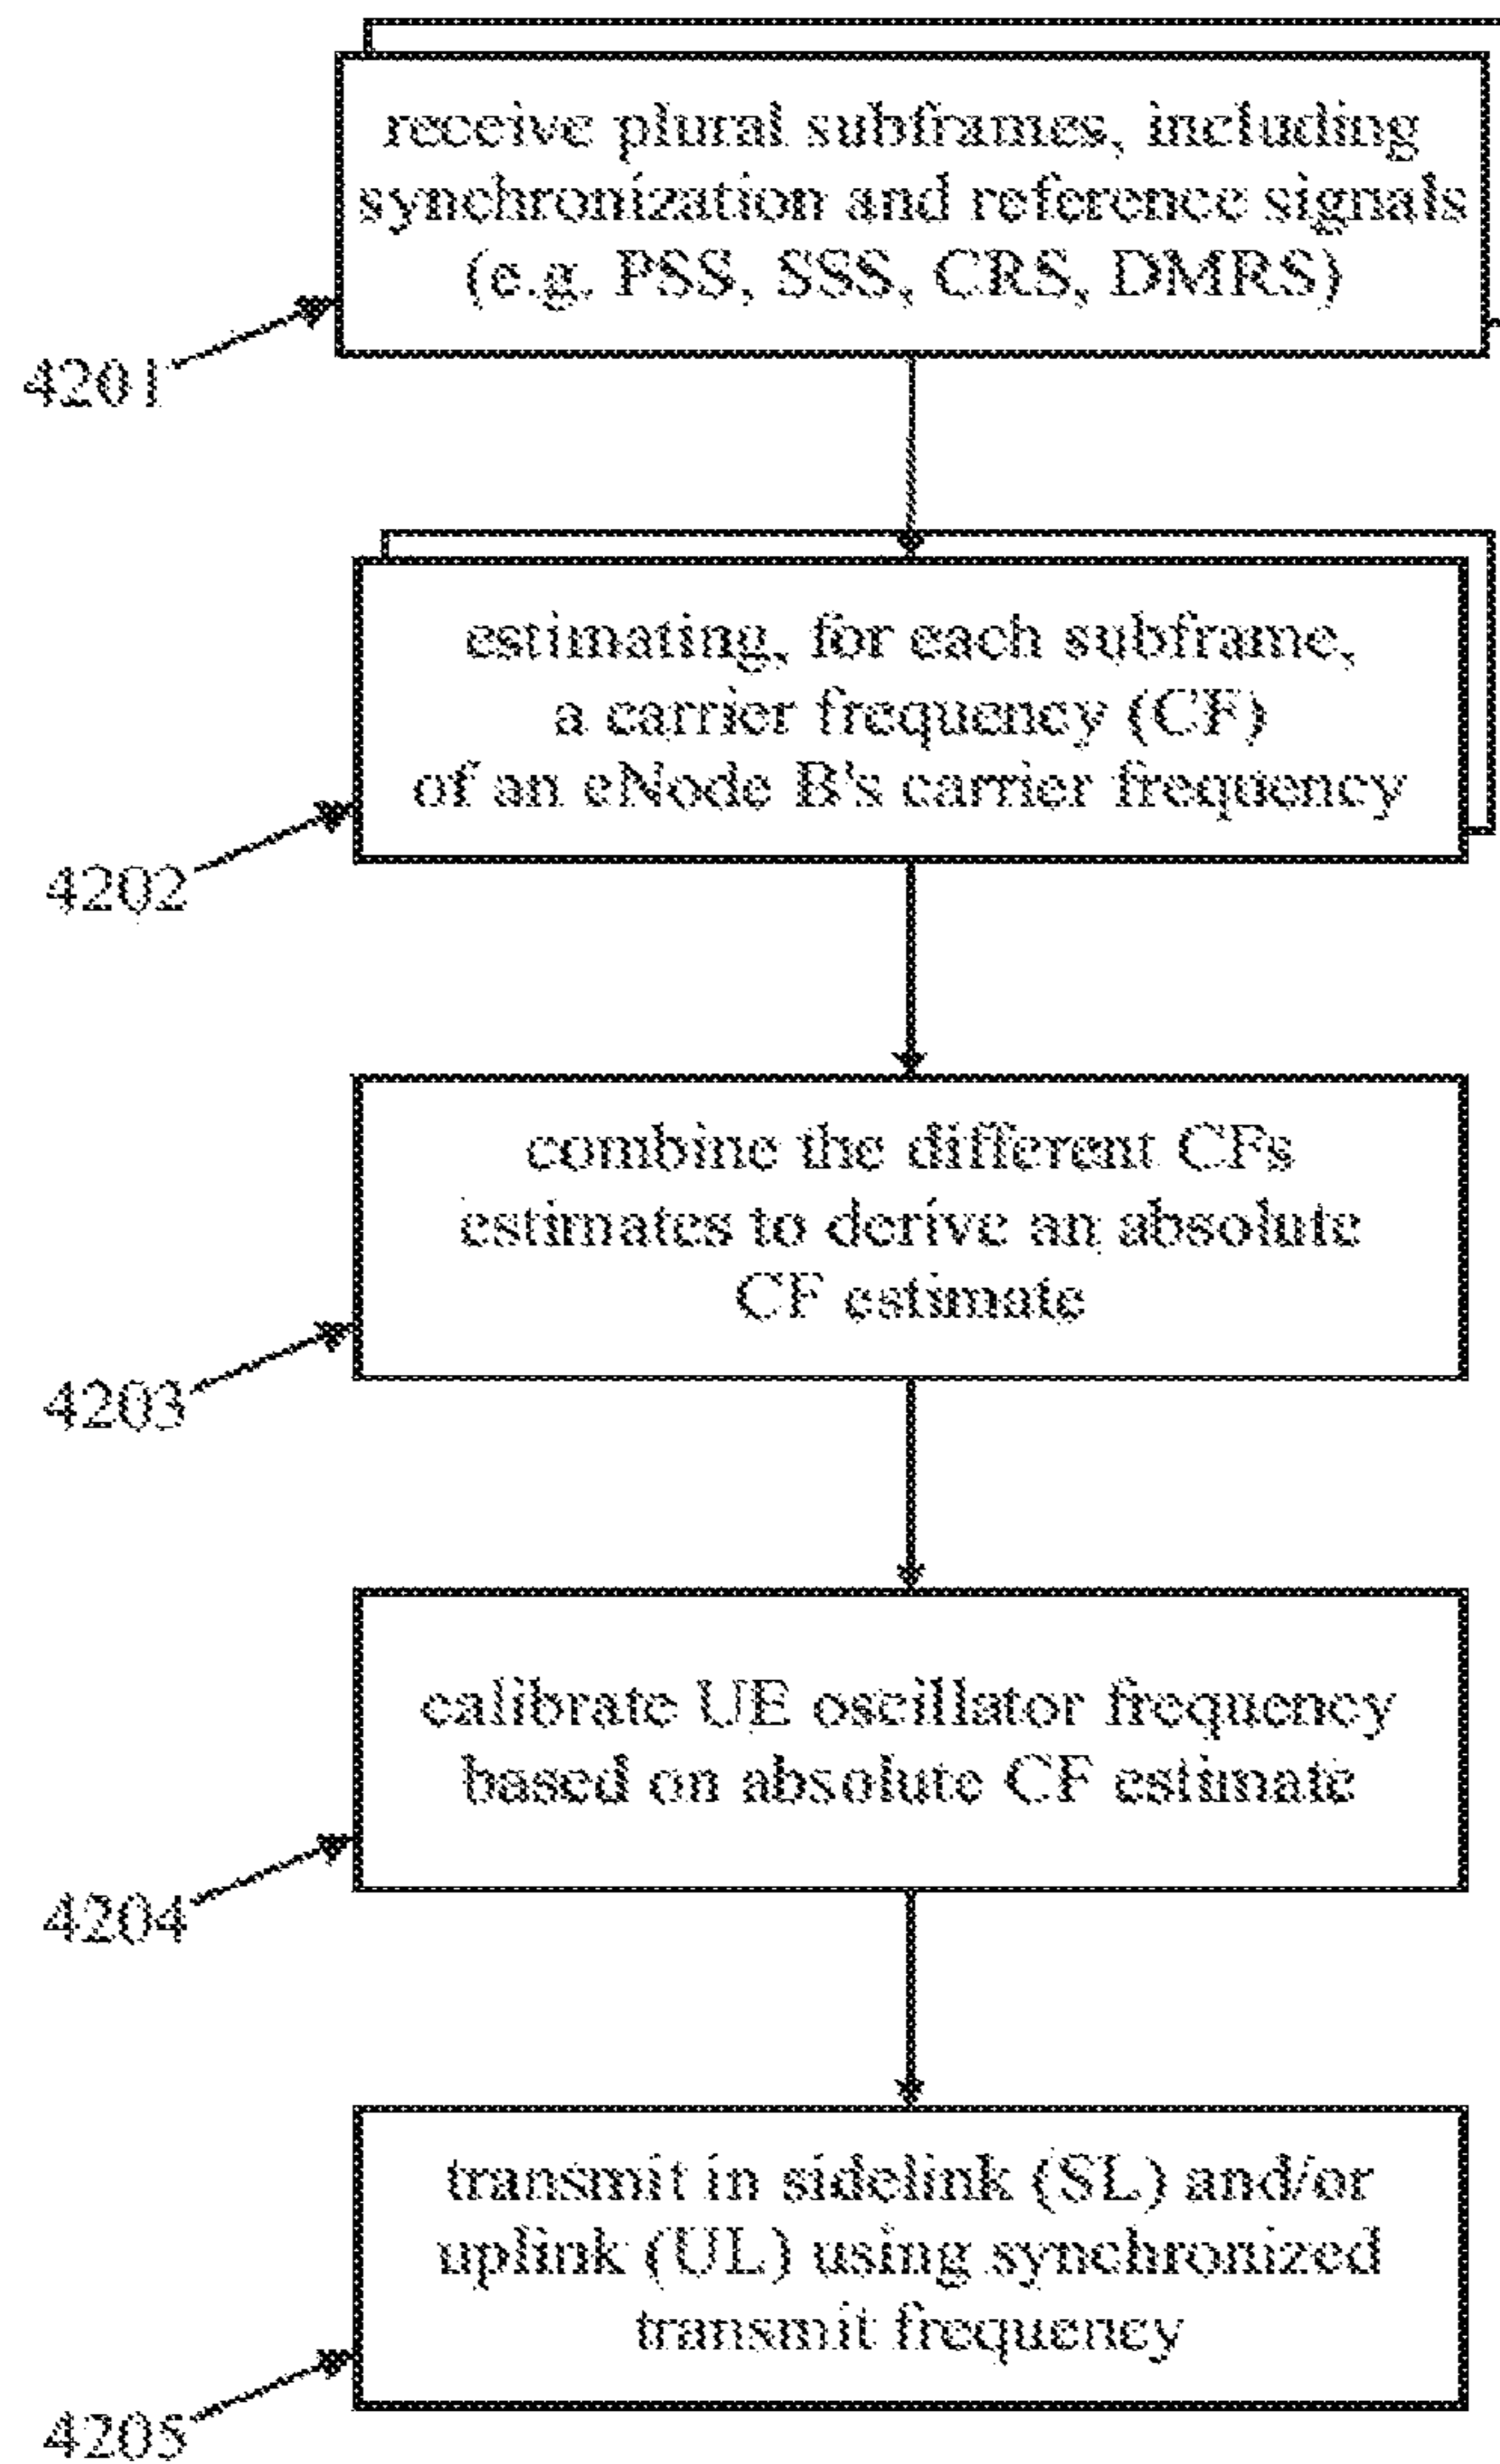 receive plural subframes, including
synchronization and reference signals
(e.g. PSS, SSS, CRS, DMRS)
4201
estimating, for each subframe,
a carrier frequency (CF)
of an eNode B's carrier frequency
4202
combine the different CFs
estimates to derive an absolute
CF estimate
4203
calibrate UE oscillator frequency
based on absolute CF estimate
4204
transmit in sidelink (SL) and/or
uplink (UL) using synchronized
transmit frequency
4205